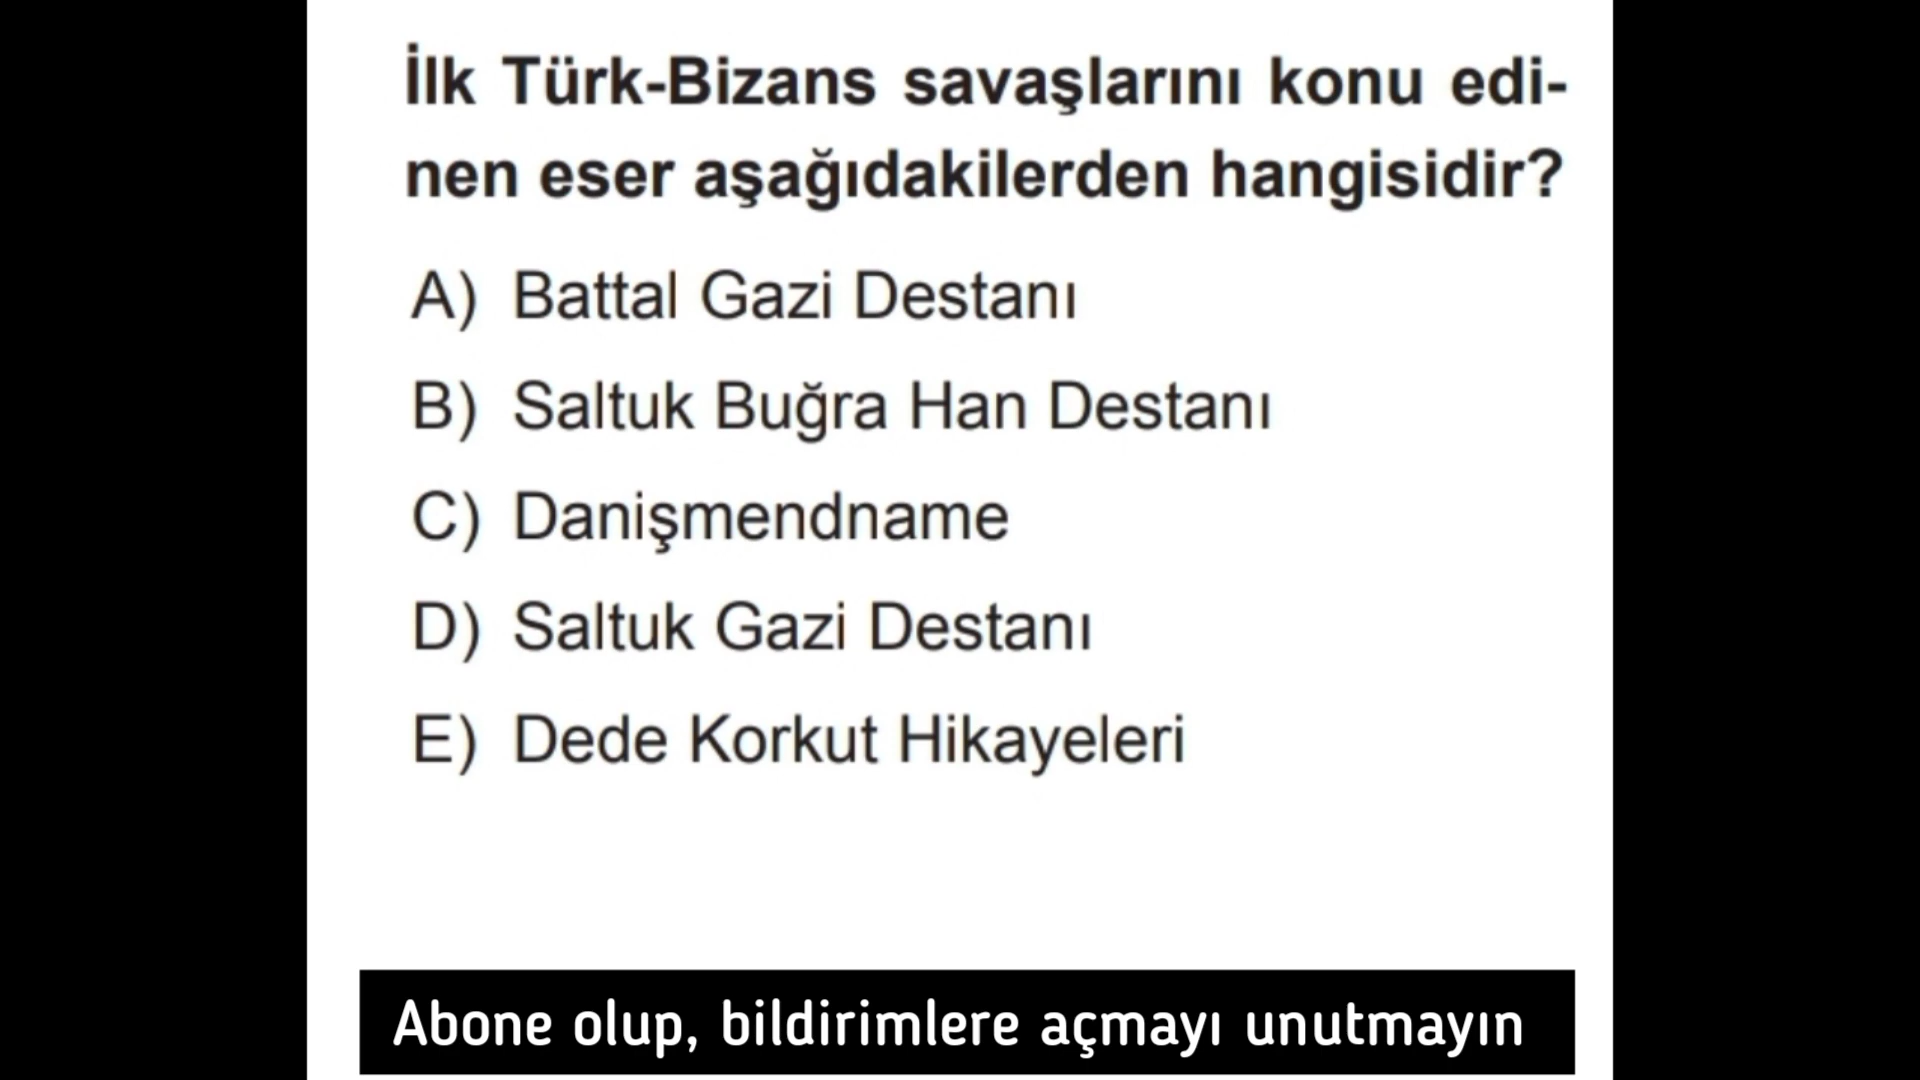 İlk Türk-Bizans savaşlarını konu edi-
nen eser aşağıdakilerden hangisidir?
A) Battal Gazi Destanı
B) Saltuk Buğra Han Destanı
C) Danişmendname
D) Saltuk Gazi Destanı
E) Dede Korkut Hikayeleri
Abone olup, bildirimlere açmayı unutmayın